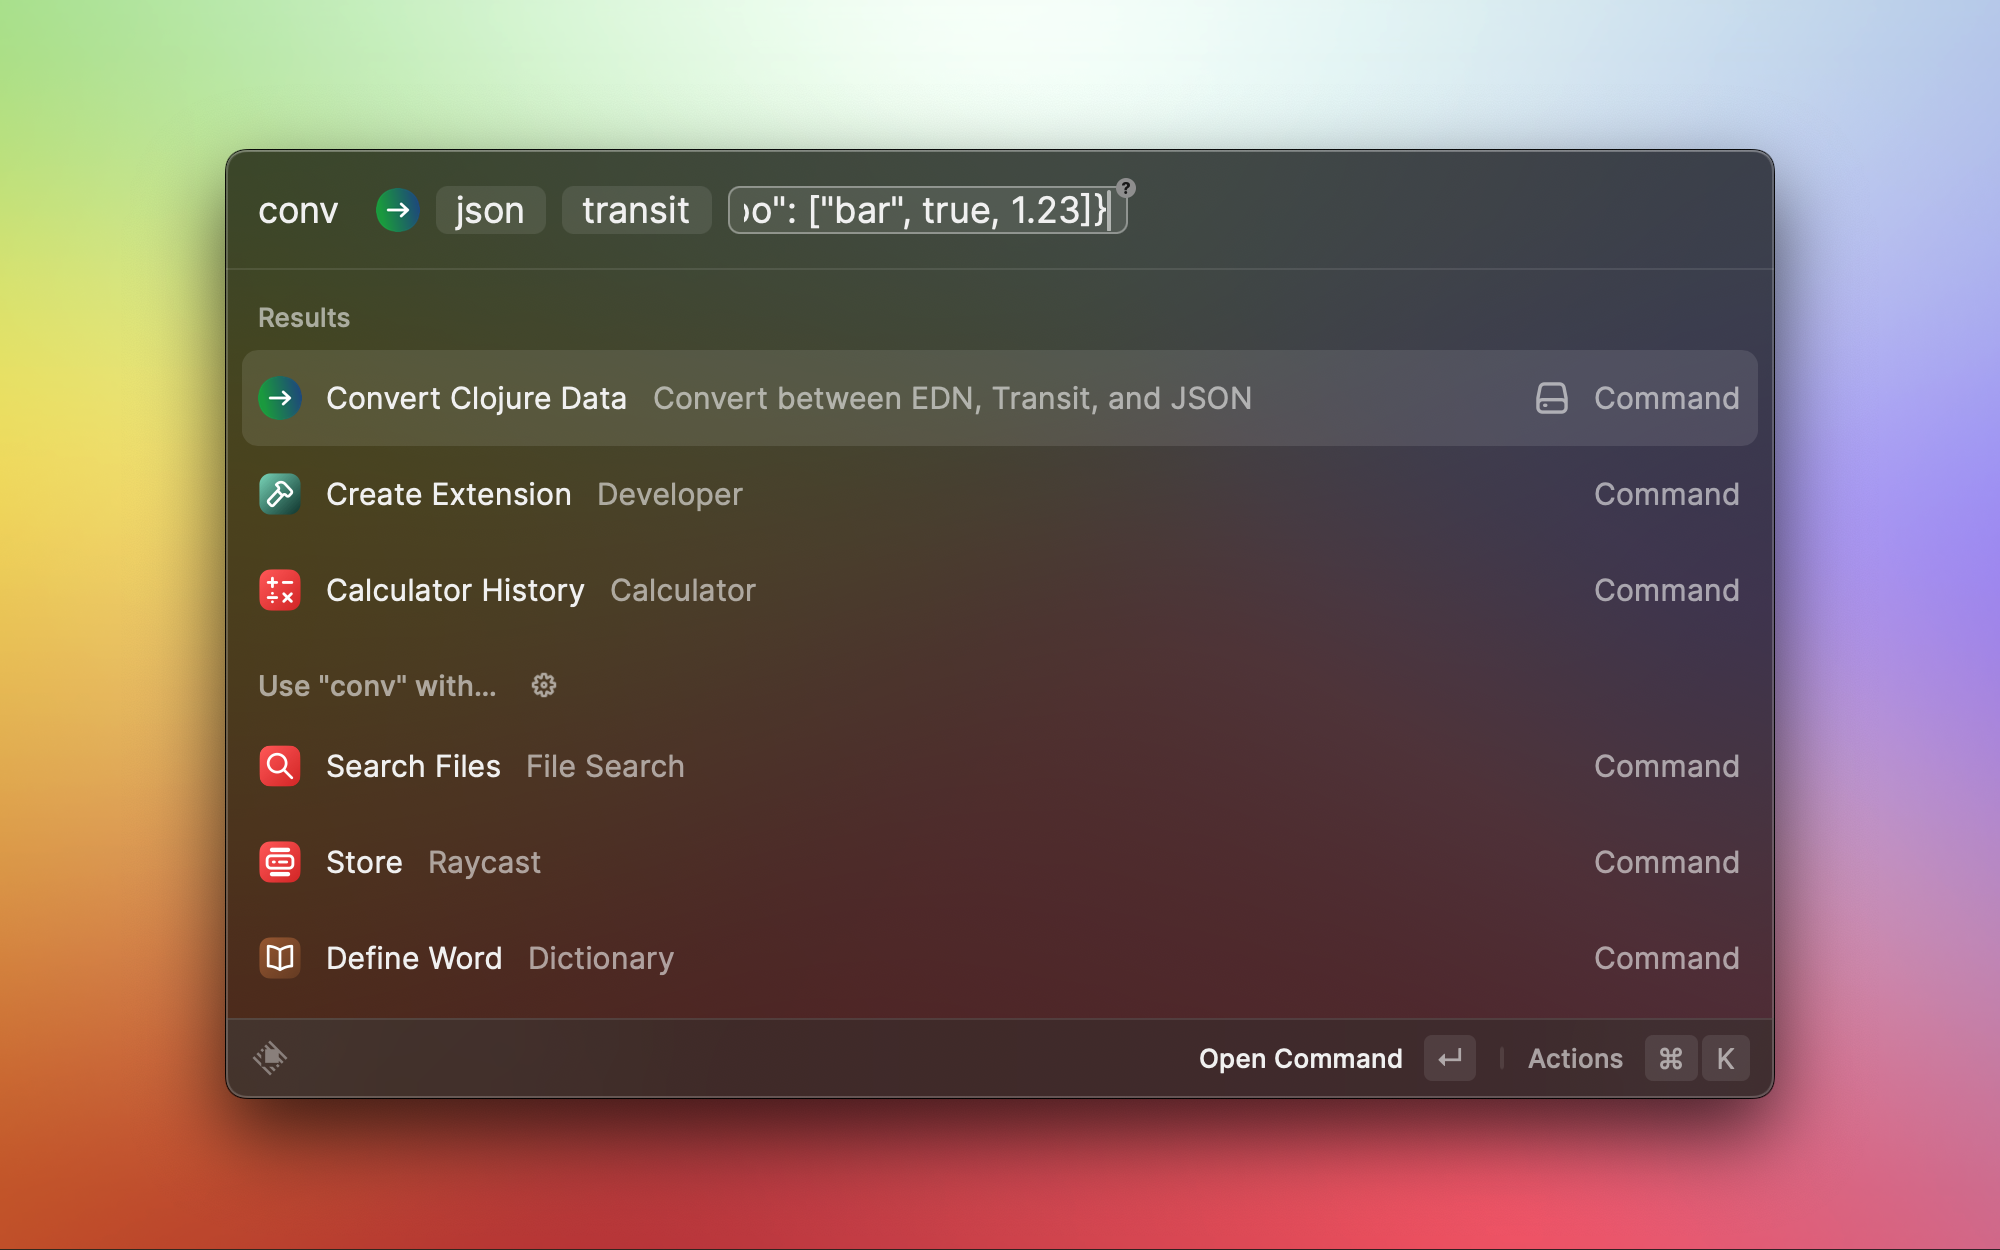 conv json transit o": ["bar", true, 1.23]} ?
Results
Convert Clojure Data Convert between EDN, Transit, and JSON Command
Create Extension Developer Command
Calculator History Calculator Command
Use "conv" with...
Search Files File Search Command
Store Raycast Command
Define Word Dictionary Command
Open Command Actions ⌘ K